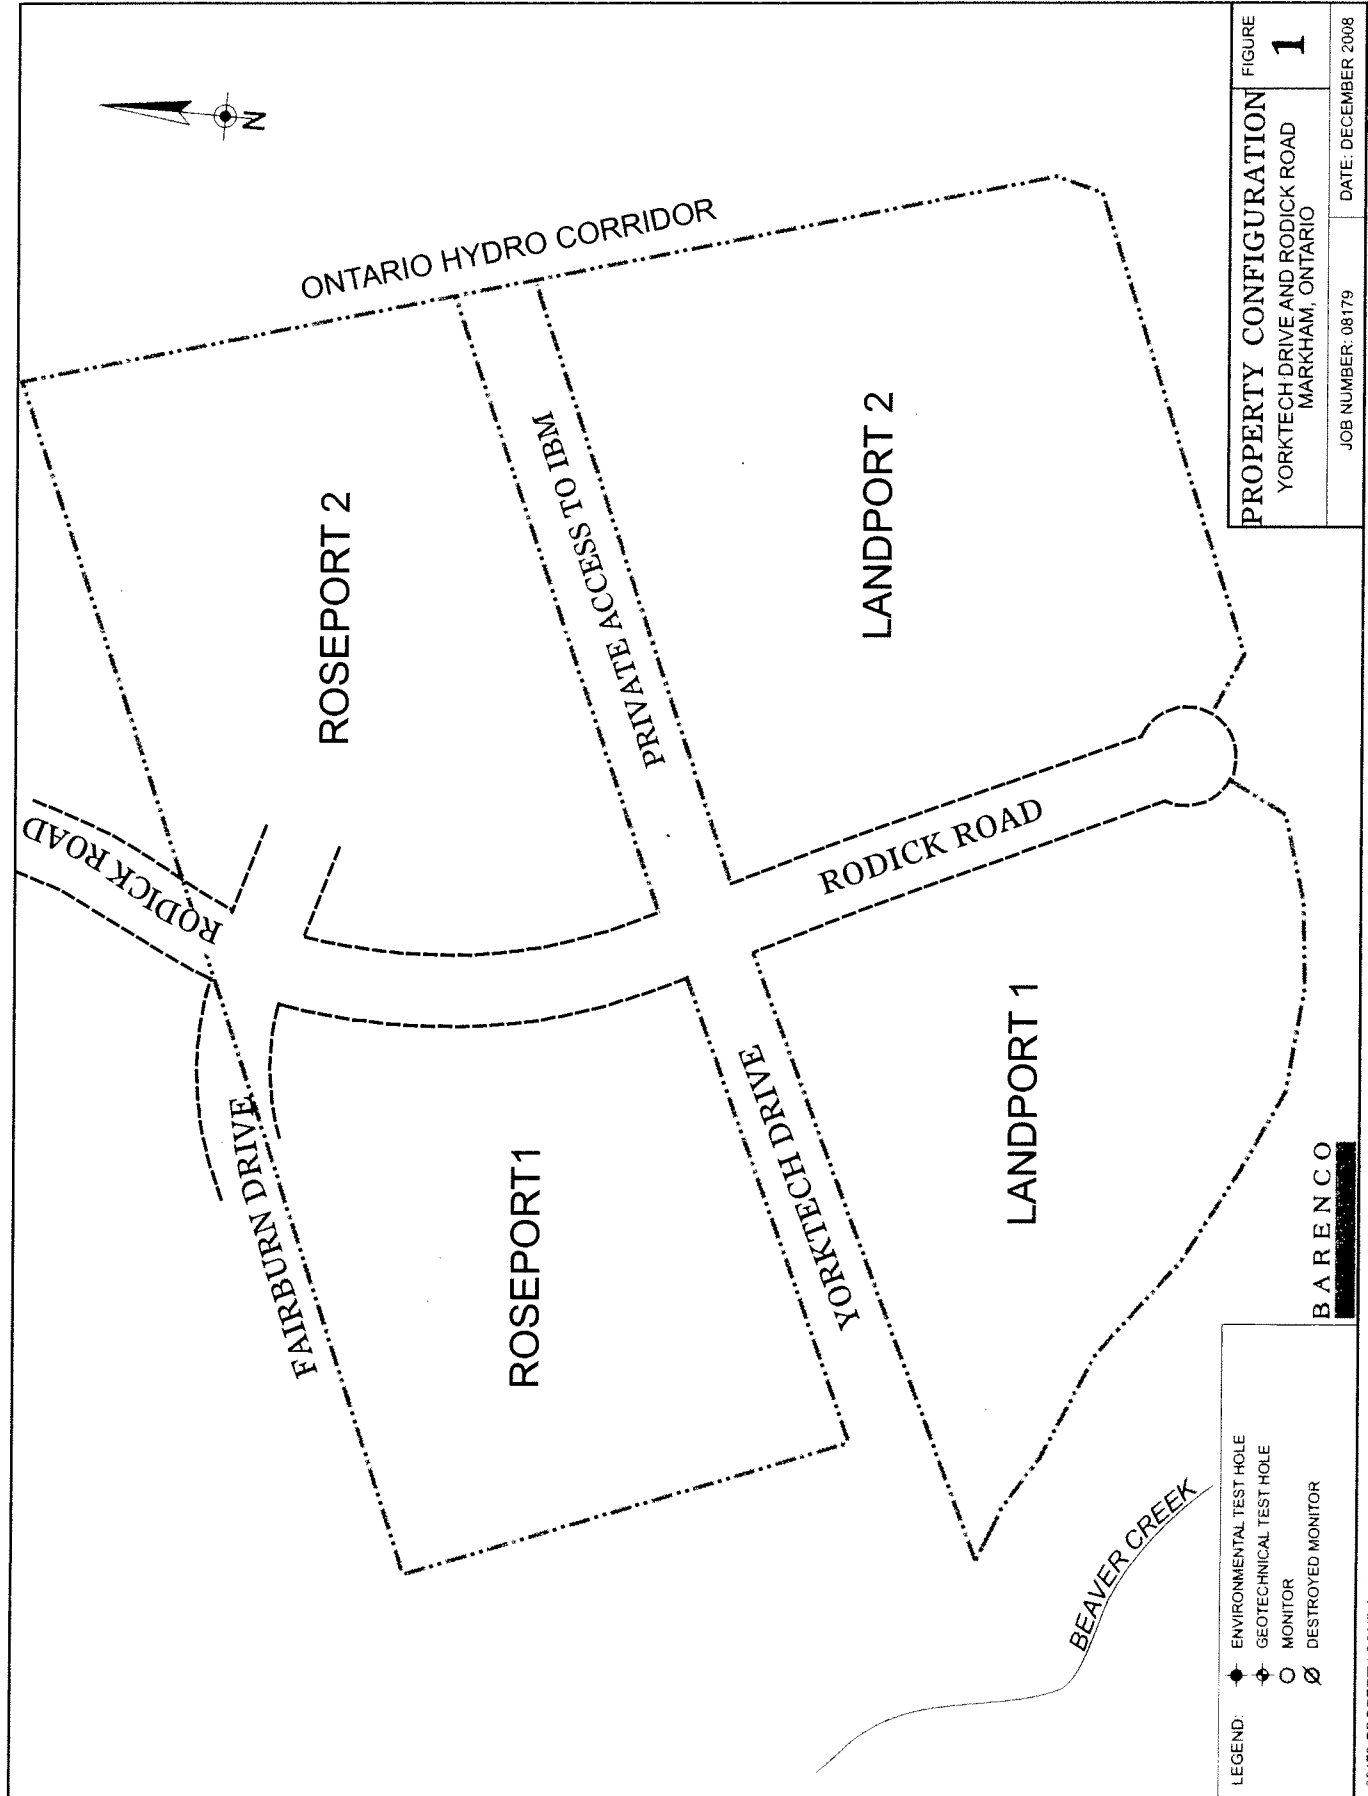 N
ONTARIO HYDRO CORRIDOR
RODICK ROAD
ROSEPORT 2
PRIVATE ACCESS TO IBM
LANDPORT 2
FAIRBURN DRIVE
ROSEPORT1
YORKTECH DRIVE
RODICK ROAD
LANDPORT 1
BEAVER CREEK
LEGEND:
ENVIRONMENTAL TEST HOLE
GEOTECHNICAL TEST HOLE
MONITOR
DESTROYED MONITOR
BARENCO
PROPERTY CONFIGURATION
YORKTECH DRIVE AND RODICK ROAD
MARKHAM, ONTARIO
FIGURE
1
JOB NUMBER: 08179
DATE: DECEMBER 2008